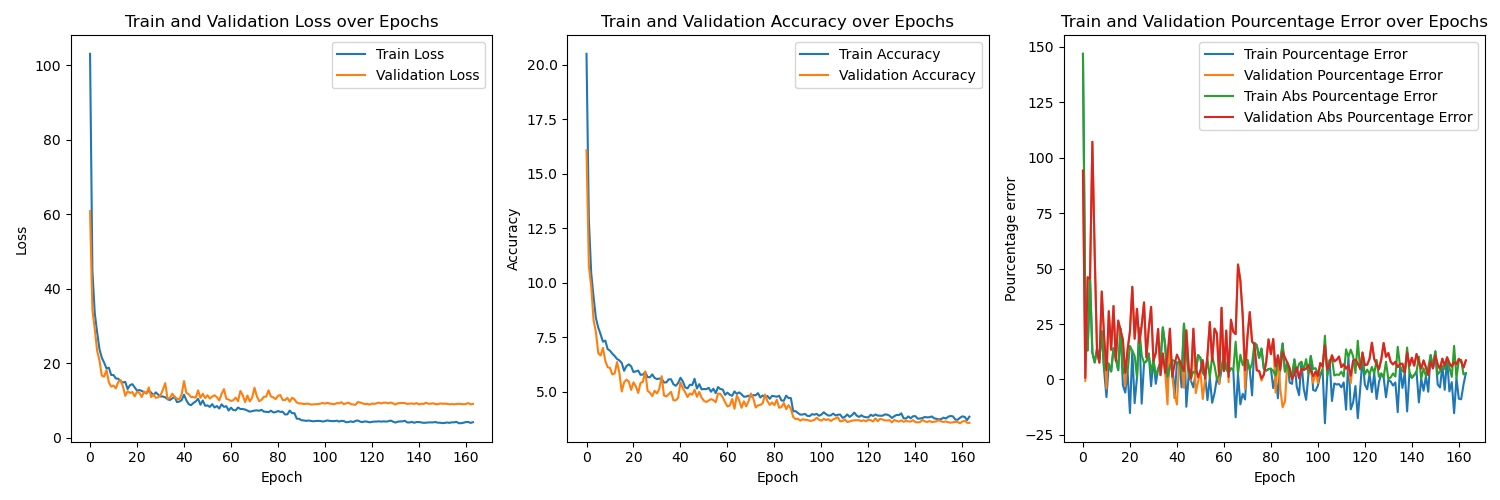 Train and Validation Loss over Epochs
Train Loss
Validation Loss
Loss
100
80
60
40
20
0
0 20 40 60 80 100 120 140 160
Epoch
Train and Validation Accuracy over Epochs
Train Accuracy
Validation Accuracy
Accuracy
20.0
17.5
15.0
12.5
10.0
7.5
5.0
0 20 40 60 80 100 120 140 160
Epoch
Train and Validation Pourcentage Error over Epochs
Train Pourcentage Error
Validation Pourcentage Error
Train Abs Pourcentage Error
Validation Abs Pourcentage Error
Pourcentage error
150
125
100
75
50
25
0
−25
0 20 40 60 80 100 120 140 160
Epoch